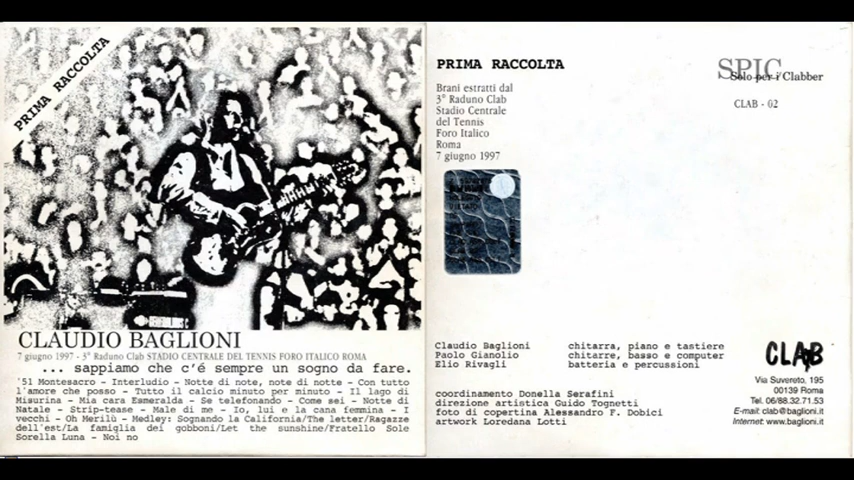 PRIMA RACCOLTA
CLAUDIO BAGLIONI
7 giugno 1997 - 3° Raduno Clab STADIO CENTRALE DEL TENNIS FORO ITALICO ROMA
... sappiamo che c'é sempre un sogno da fare.
'51 Montesacro - Interludio - Notte di note, note di notte - Con tutto
l'amore che posso - Tutto il calcio minuto per minuto - Il lago di
Misurina - Mia cara Esmeralda - Se telefonando - Come sei - Notte di
Natale - Strip-tease - Male di me - Io, lui e la cana femmina - I
vecchi - Oh Merilù - Medley: Sognando la California/The letter/Ragazze
dell'est/La famiglia dei gobboni/Let the sunshine/Fratello Sole
Sorella Luna - Noi no
PRIMA RACCOLTA
Brani estratti dal
3° Raduno Clab
Stadio Centrale
del Tennis
Foro Italico
Roma
7 giugno 1997
SPIC
Solo per i Clabber
CLAB - 02
Claudio Baglioni chitarra, piano e tastiere
Paolo Gianolio chitarre, basso e computer
Elio Rivagli batteria e percussioni
coordinamento Donella Serafini
direzione artistica Guido Tognetti
foto di copertina Alessandro F. Dobici
artwork Loredana Lotti
CLAB
Via Suvereto, 195
00139 Roma
Tel. 06/88.32.71.53
E-mail: clab@baglioni.it
Internet: www.baglioni.it